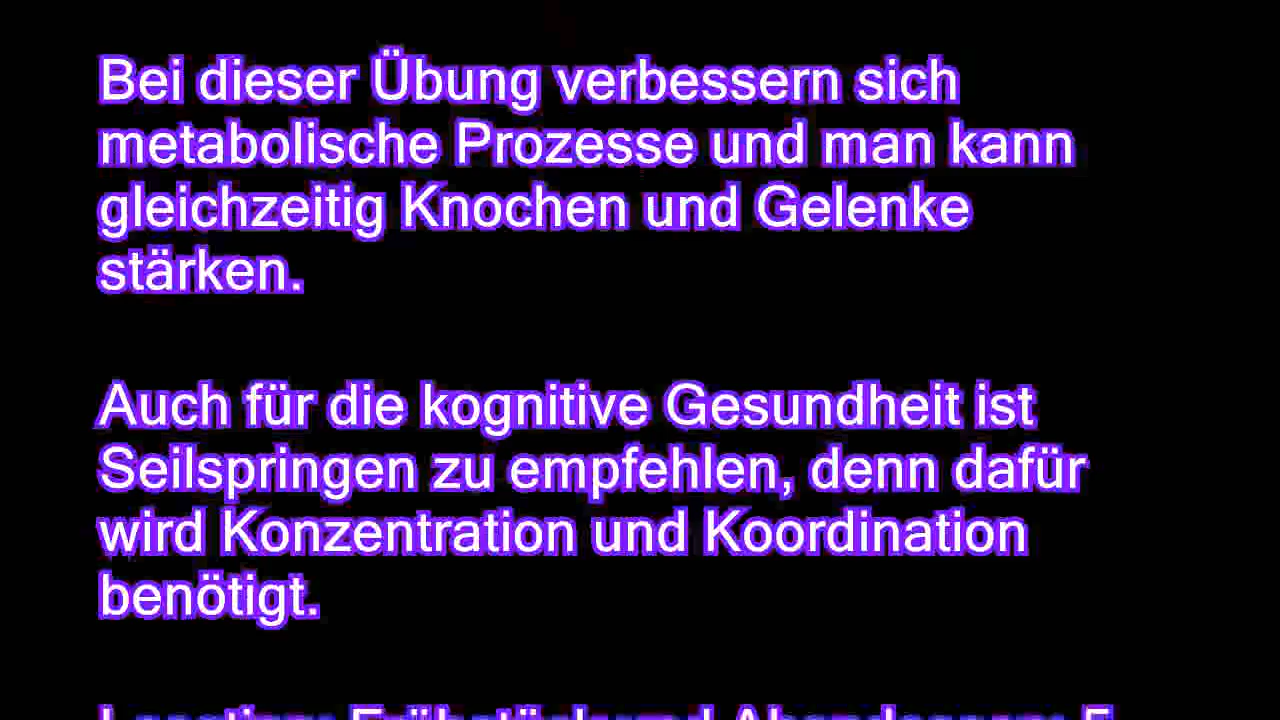 Bei dieser Übung verbessern sich
metabolische Prozesse und man kann
gleichzeitig Knochen und Gelenke
stärken.
Auch für die kognitive Gesundheit ist
Seilspringen zu empfehlen, denn dafür
wird Konzentration und Koordination
benötigt.